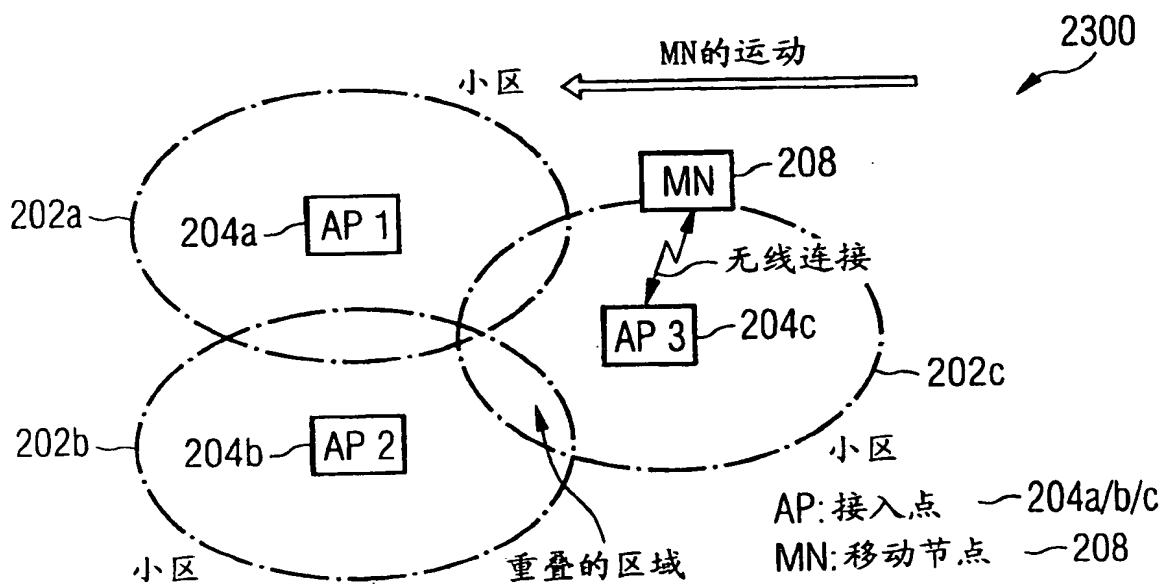 2300
MN的运动
小区
MN
208
202a
204a
AP 1
无线连接
AP 3
204c
202c
202b
204b
AP 2
小区
小区
重叠的区域
AP:接入点 204a/b/c
MN:移动节点 208